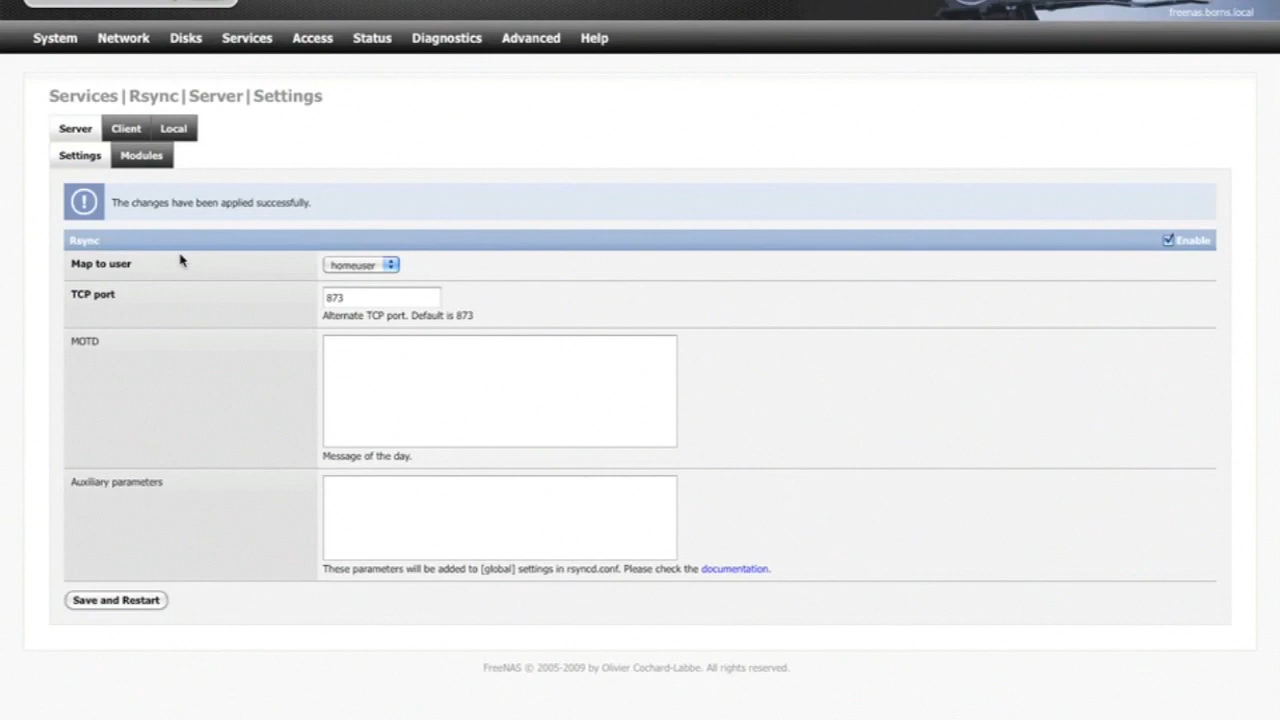 freenas.borns.local
System Network Disks Services Access Status Diagnostics Advanced Help
Services|Rsync|Server|Settings
Server Client Local
Settings Modules
The changes have been applied successfully.
Rsync Enable
Map to user homeuser
TCP port 873
Alternate TCP port. Default is 873
MOTD
Message of the day.
Auxiliary parameters
These parameters will be added to [global] settings in rsyncd.conf. Please check the documentation.
Save and Restart
FreeNAS © 2005-2009 by Olivier Cochard-Labbe. All rights reserved.